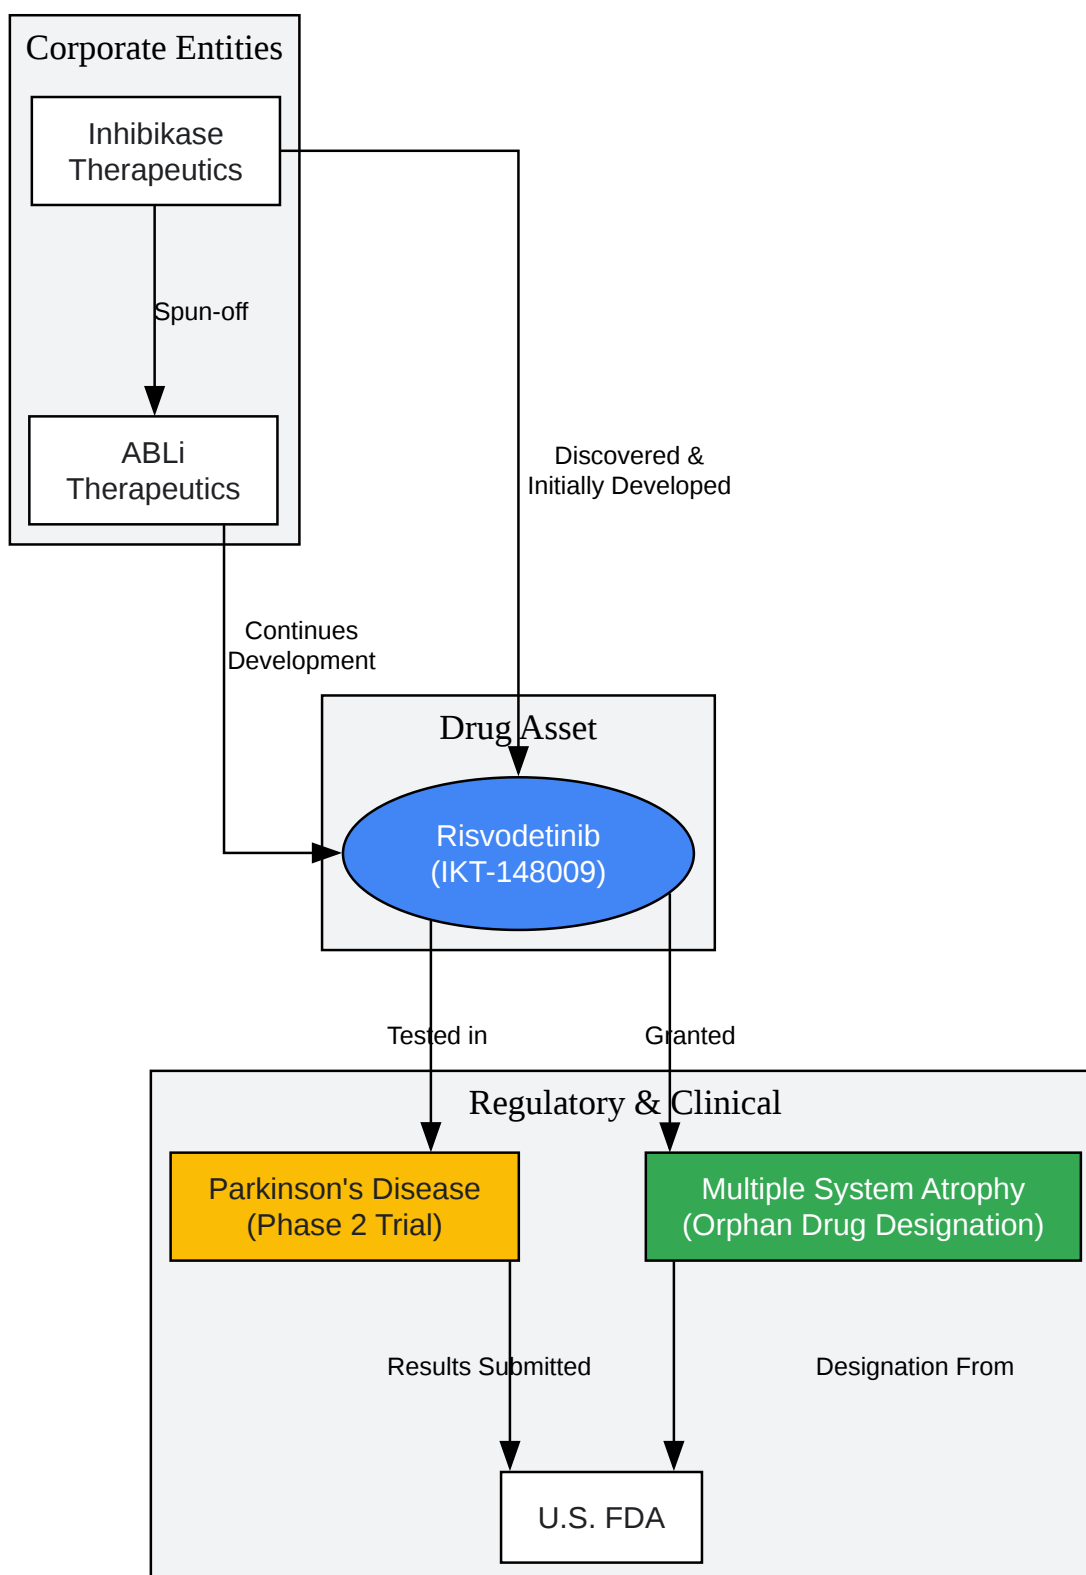 Corporate Entities
Inhibikase
Therapeutics
Spun-off
ABLi
Therapeutics
Discovered &
Initially Developed
Continues
Development
Drug Asset
Risvodetinib
(IKT-148009)
Tested in
Granted
Regulatory & Clinical
Parkinson's Disease
(Phase 2 Trial)
Multiple System Atrophy
(Orphan Drug Designation)
Results Submitted
Designation From
U.S. FDA